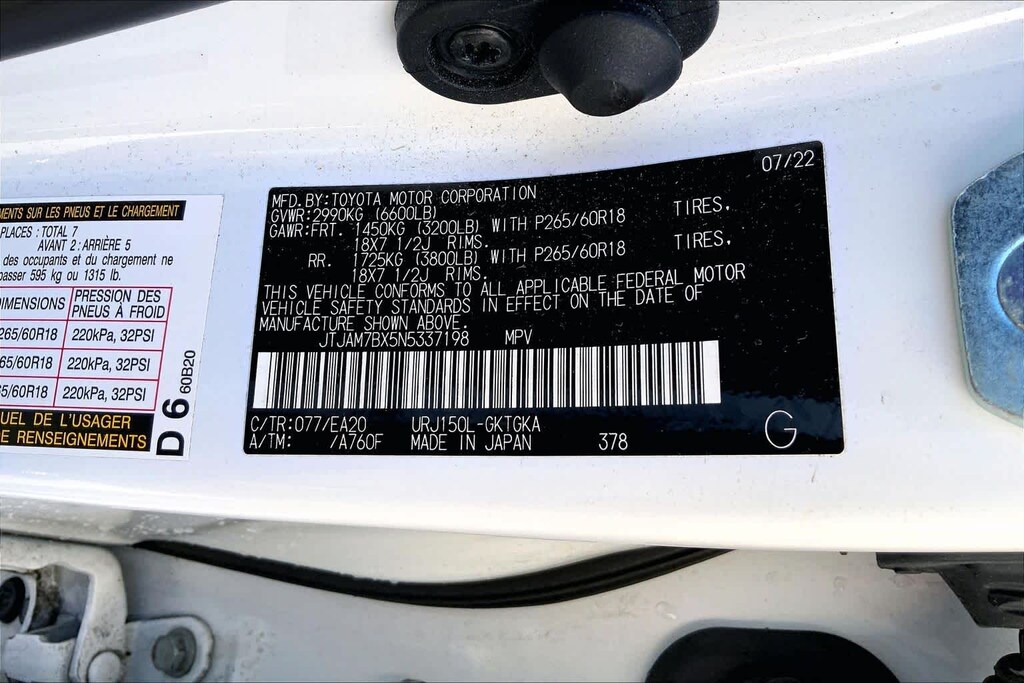 MENTS SUR LES PNEUS ET LE CHARGEMENT
PLACES : TOTAL 7
AVANT 2 : ARRIÈRE 5
des occupants et du chargement ne
passer 595 kg ou 1315 lb.
DIMENSIONS PRESSION DES PNEUS À FROID
265/60R18 220kPa, 32PSI
65/60R18 220kPa, 32PSI
65/60R18 220kPa, 32PSI
UEL DE L'USAGER
E RENSEIGNEMENTS
D 6 60B20
07/22
MFD.BY:TOYOTA MOTOR CORPORATION
GVWR:2990KG (6600LB)
GAWR:FRT. 1450KG (3200LB) WITH P265/60R18 TIRES,
18X7 1/2J RIMS.
RR. 1725KG (3800LB) WITH P265/60R18 TIRES,
18X7 1/2J RIMS.
THIS VEHICLE CONFORMS TO ALL APPLICABLE FEDERAL MOTOR
VEHICLE SAFETY STANDARDS IN EFFECT ON THE DATE OF
MANUFACTURE SHOWN ABOVE.
JTJAM7BX5N5337198 MPV
C/TR:077/EA20 URJ150L-GKTGKA
A/TM: /A760F MADE IN JAPAN 378
G